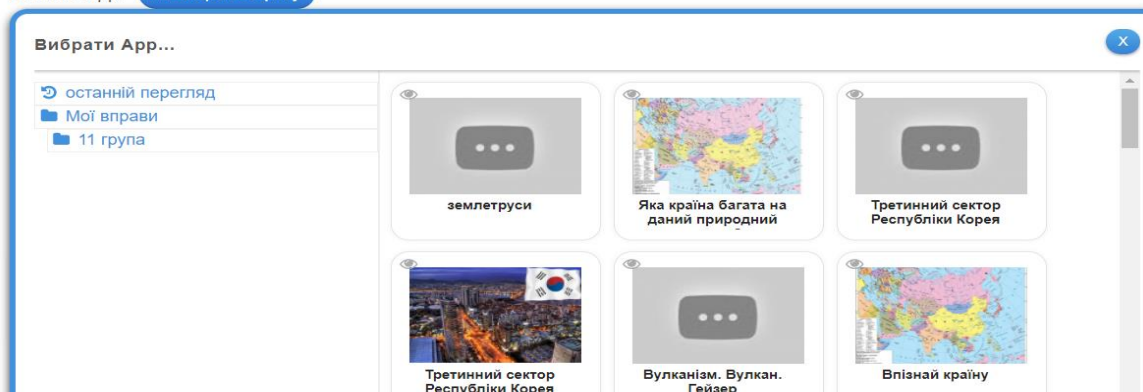 Вибрати App...
X
останній перегляд
Мої вправи
11 група
землетруси
Яка країна багата на
даний природний
Третинний сектор
Республіки Корея
Третинний сектор
Республіки Корея
Вулканізм. Вулкан.
Гейзер
Впізнай країну